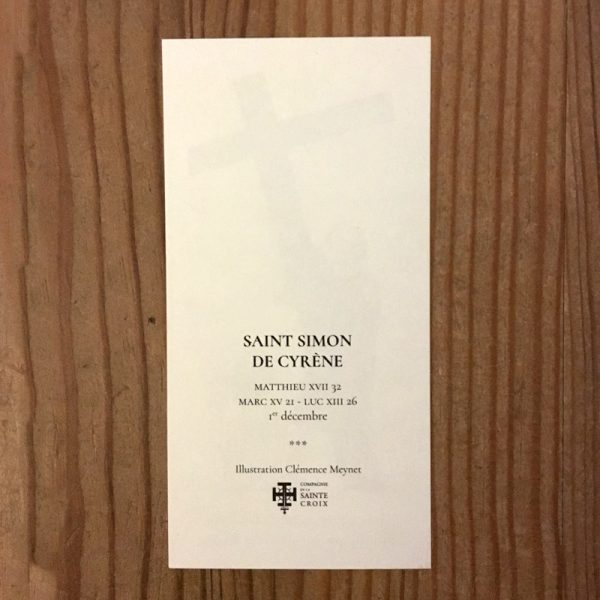 SAINT SIMON
DE CYRÈNE
MATTHIEU XVII 32
MARC XV 21 - LUC XIII 26
1er décembre
***
Illustration Clémence Meynet
COMPAGNIE
DE LA
SAINTE
CROIX